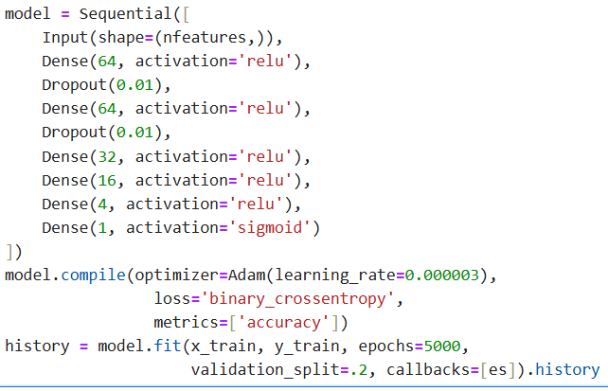 model = Sequential([
    Input(shape=(nfeatures,)),
    Dense(64, activation='relu'),
    Dropout(0.01),
    Dense(64, activation='relu'),
    Dropout(0.01),
    Dense(32, activation='relu'),
    Dense(16, activation='relu'),
    Dense(4, activation='relu'),
    Dense(1, activation='sigmoid')
])
model.compile(optimizer=Adam(learning_rate=0.000003),
              loss='binary_crossentropy',
              metrics=['accuracy'])
history = model.fit(x_train, y_train, epochs=5000,
                    validation_split=.2, callbacks=[es]).history